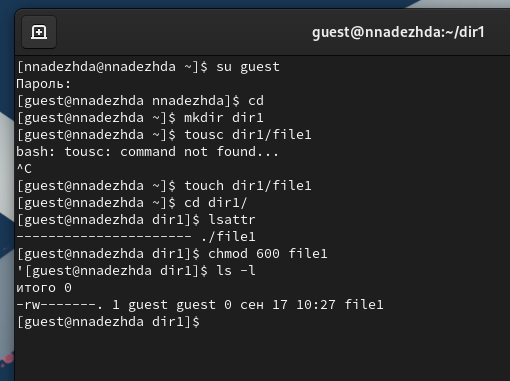 guest@nnadezhda:~/dir1
[nnadezhda@nnadezhda ~]$ su guest
Пароль:
[guest@nnadezhda nnadezhda]$ cd
[guest@nnadezhda ~]$ mkdir dir1
[guest@nnadezhda ~]$ tousc dir1/file1
bash: tousc: command not found...
^C
[guest@nnadezhda ~]$ touch dir1/file1
[guest@nnadezhda ~]$ cd dir1/
[guest@nnadezhda dir1]$ lsattr
---------------------- ./file1
[guest@nnadezhda dir1]$ chmod 600 file1
'[guest@nnadezhda dir1]$ ls -l
итого 0
-rw-------. 1 guest guest 0 сен 17 10:27 file1
[guest@nnadezhda dir1]$